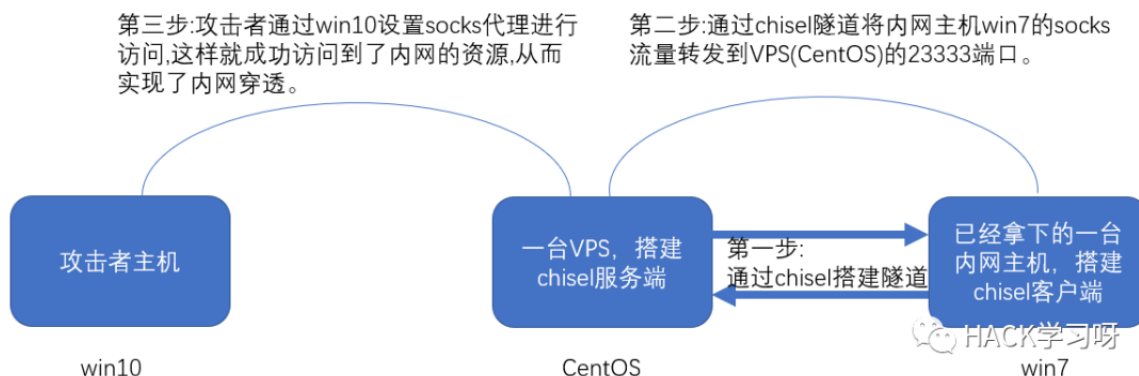 第三步:攻击者通过win10设置socks代理进行
访问,这样就成功访问到了内网的资源,从而
实现了内网穿透。
第二步:通过chisel隧道将内网主机win7的socks
流量转发到VPS(CentOS)的23333端口。
攻击者主机
一台VPS，搭建
chisel服务端
第一步:
通过chisel搭建隧道
已经拿下的一台
内网主机，搭建
chisel客户端
HACK学习呀
win10
CentOS
win7